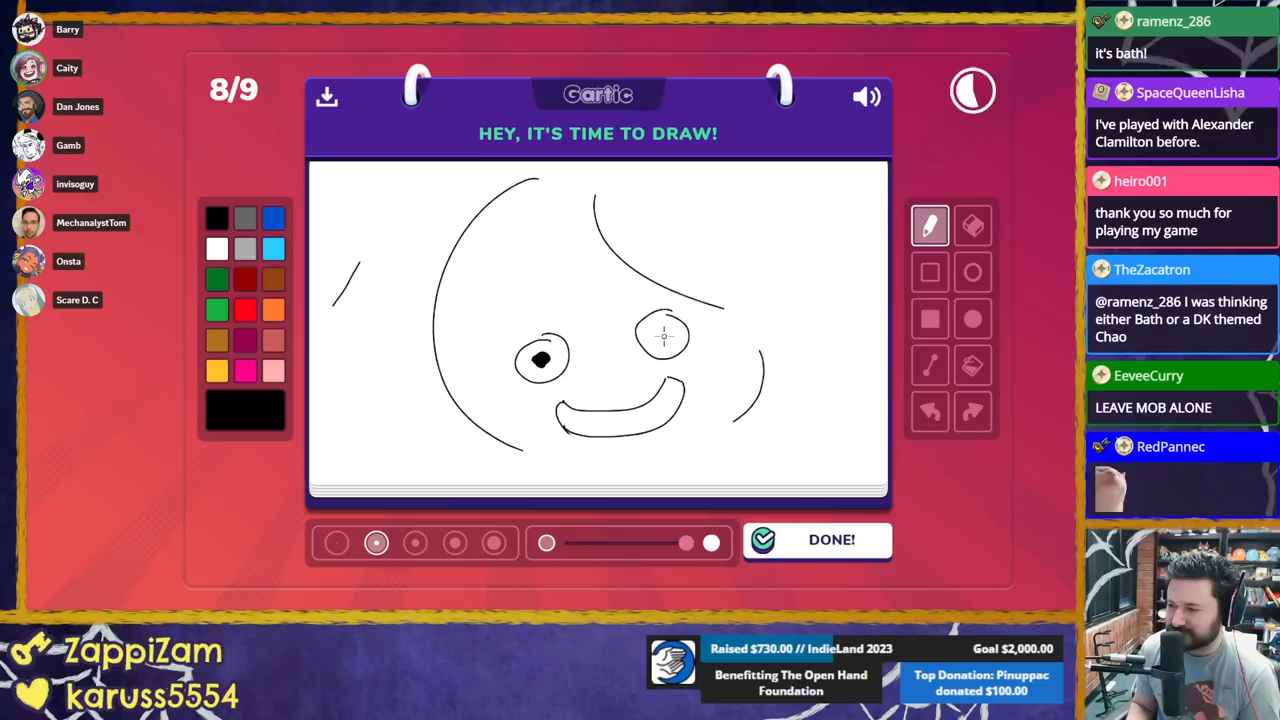 Barry
Caity
Dan Jones
Gamb
invisoguy
MechanalystTom
Onsta
Scare D. C
8/9
Gartic
HEY, IT'S TIME TO DRAW!
DONE!
ramenz_286
it's bath!
SpaceQueenLisha
I've played with Alexander
Clamilton before.
heiro001
thank you so much for
playing my game
TheZacatron
@ramenz_286 I was thinking
either Bath or a DK themed
Chao
EeveeCurry
LEAVE MOB ALONE
RedPannec
ZappiZam
karuss5554
Raised $730.00 // IndieLand 2023
Goal $2,000.00
Benefitting The Open Hand
Foundation
Top Donation: Pinuppac
donated $100.00